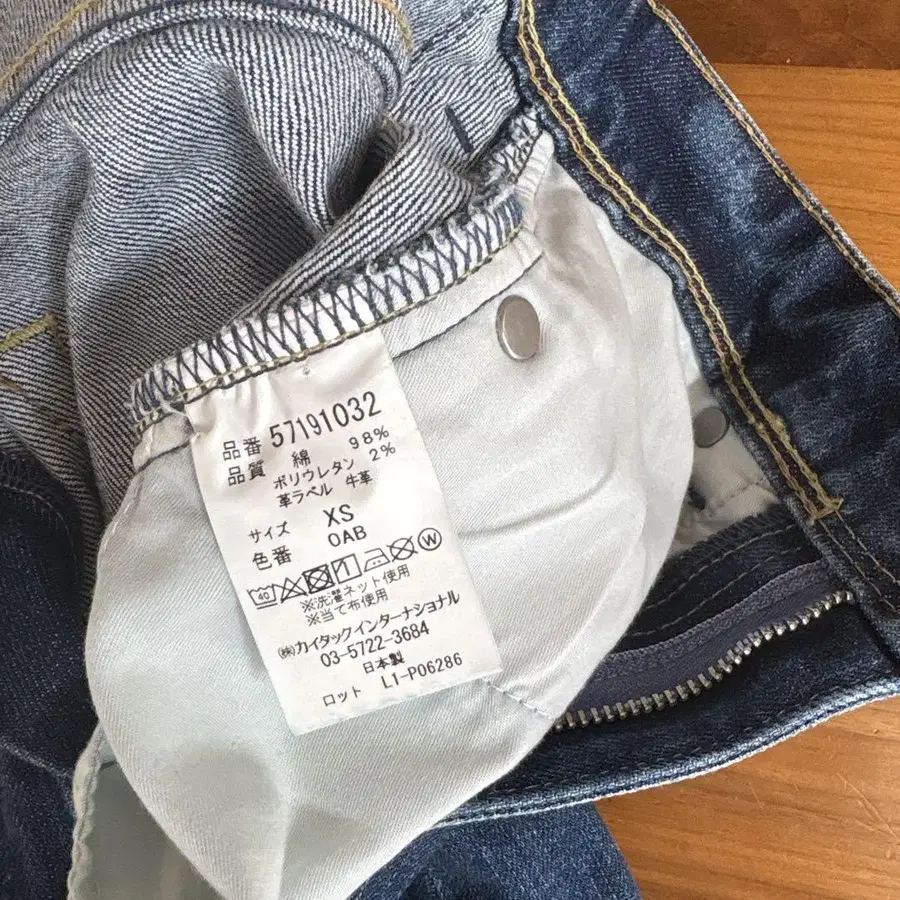 品番 57191032
品質 綿 98%
ポリウレタン 2%
革ラベル 牛革
サイズ XS
色番 OAB
40 1 W
※洗濯ネット使用
※当て布使用
㈱カイタックインターナショナル
03-5722-3684
日本製
ロット L1-P06286